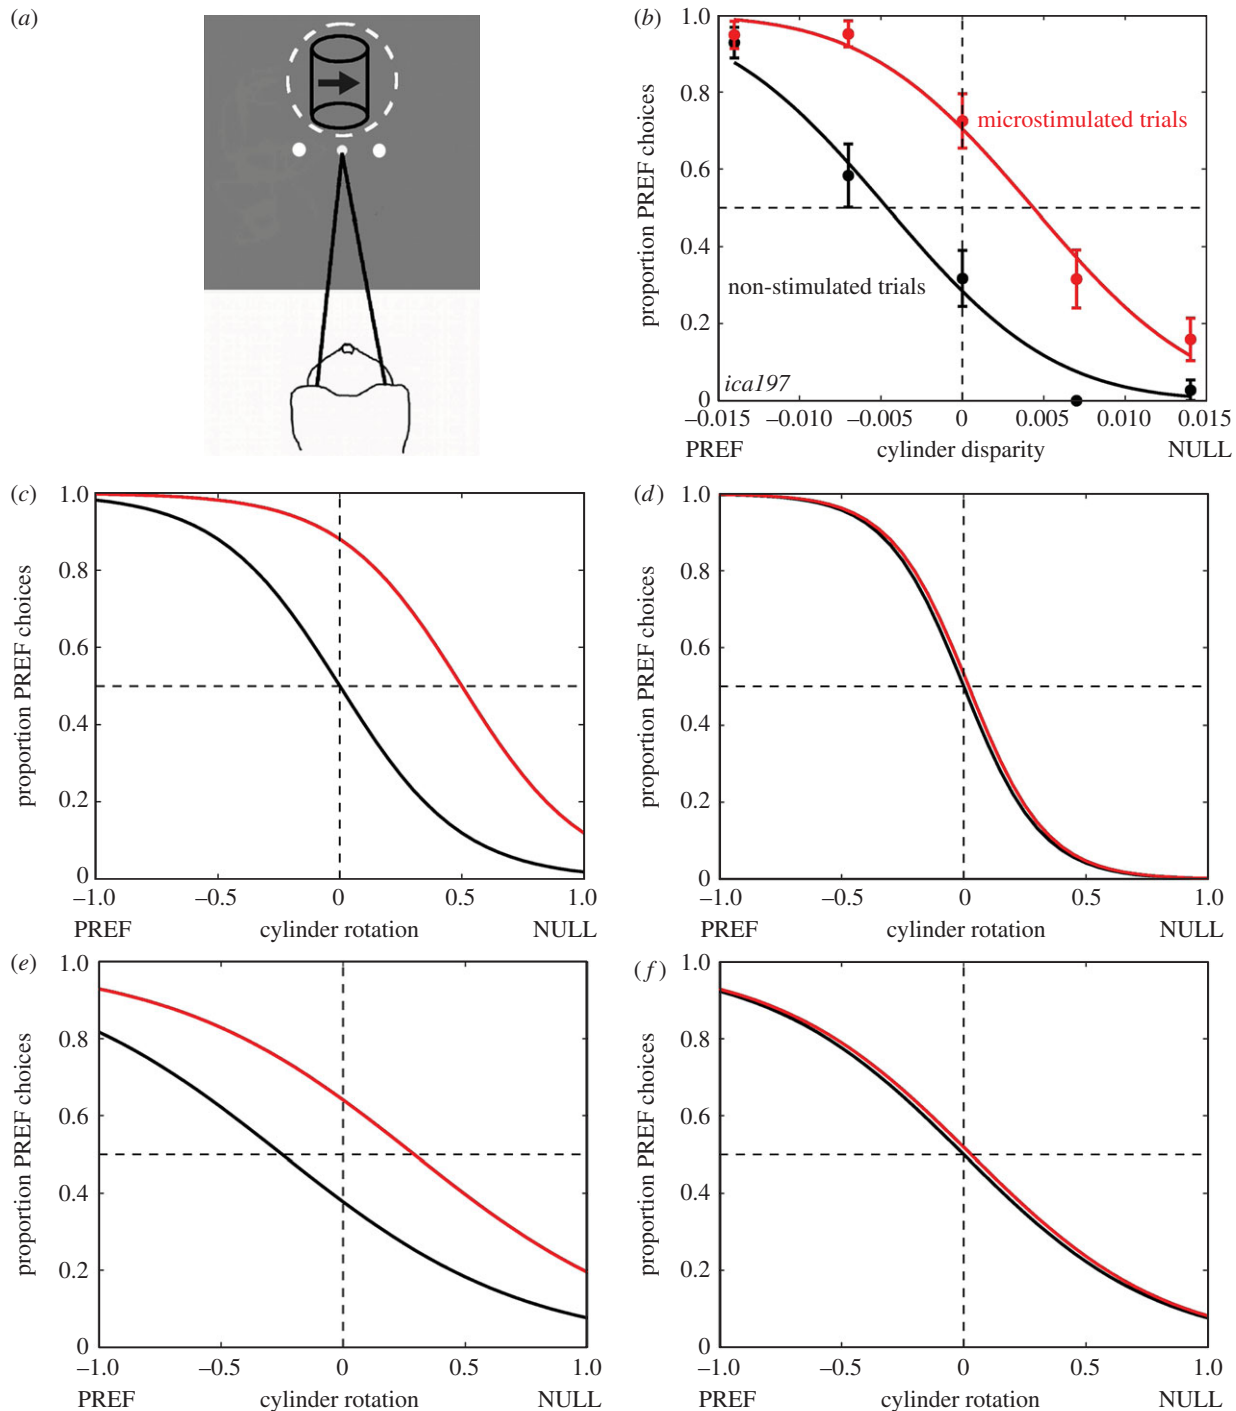 (a)
(b)
1.0
0.8
0.6
0.4
0.2
0
proportion PREF choices
microstimulated trials
non-stimulated trials
ica197
–0.015 –0.010 –0.005 0 0.005 0.010 0.015
PREF cylinder disparity NULL
(c)
1.0
0.8
0.6
0.4
0.2
0
proportion PREF choices
–1.0 –0.5 0 0.5 1.0
PREF cylinder rotation NULL
(d)
1.0
0.8
0.6
0.4
0.2
0
proportion PREF choices
–1.0 –0.5 0 0.5 1.0
PREF cylinder rotation NULL
(e)
1.0
0.8
0.6
0.4
0.2
0
proportion PREF choices
–1.0 –0.5 0 0.5 1.0
PREF cylinder rotation NULL
(f)
1.0
0.8
0.6
0.4
0.2
0
proportion PREF choices
–1.0 –0.5 0 0.5 1.0
PREF cylinder rotation NULL